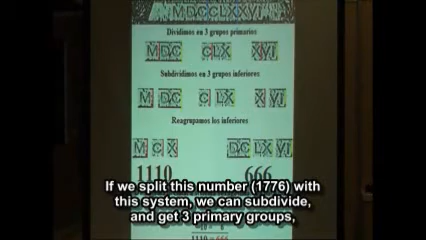 MDCCLXXVI
Dividimos en 3 grupos primarios
MDC CLX XVI
Subdividimos en 3 grupos inferiores
M DC C LX X VI
Reagrupamos los inferiores
M C X DC LX VI
1110 666
If we split this number (1776) with
this system, we can subdivide,
and get 3 primary groups,
1110 = 666